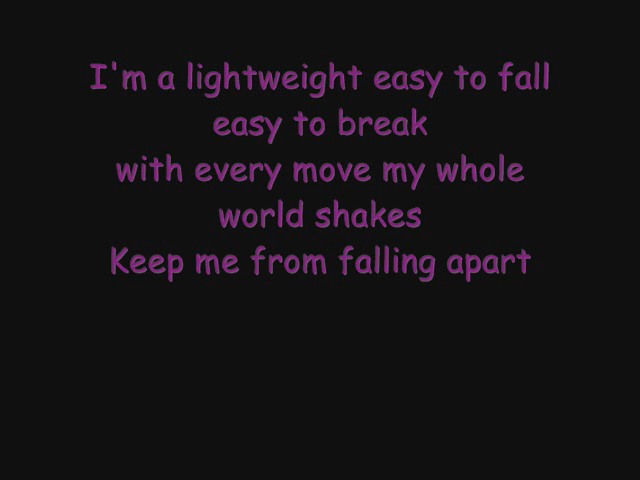 I'm a lightweight easy to fall
easy to break
with every move my whole
world shakes
Keep me from falling apart